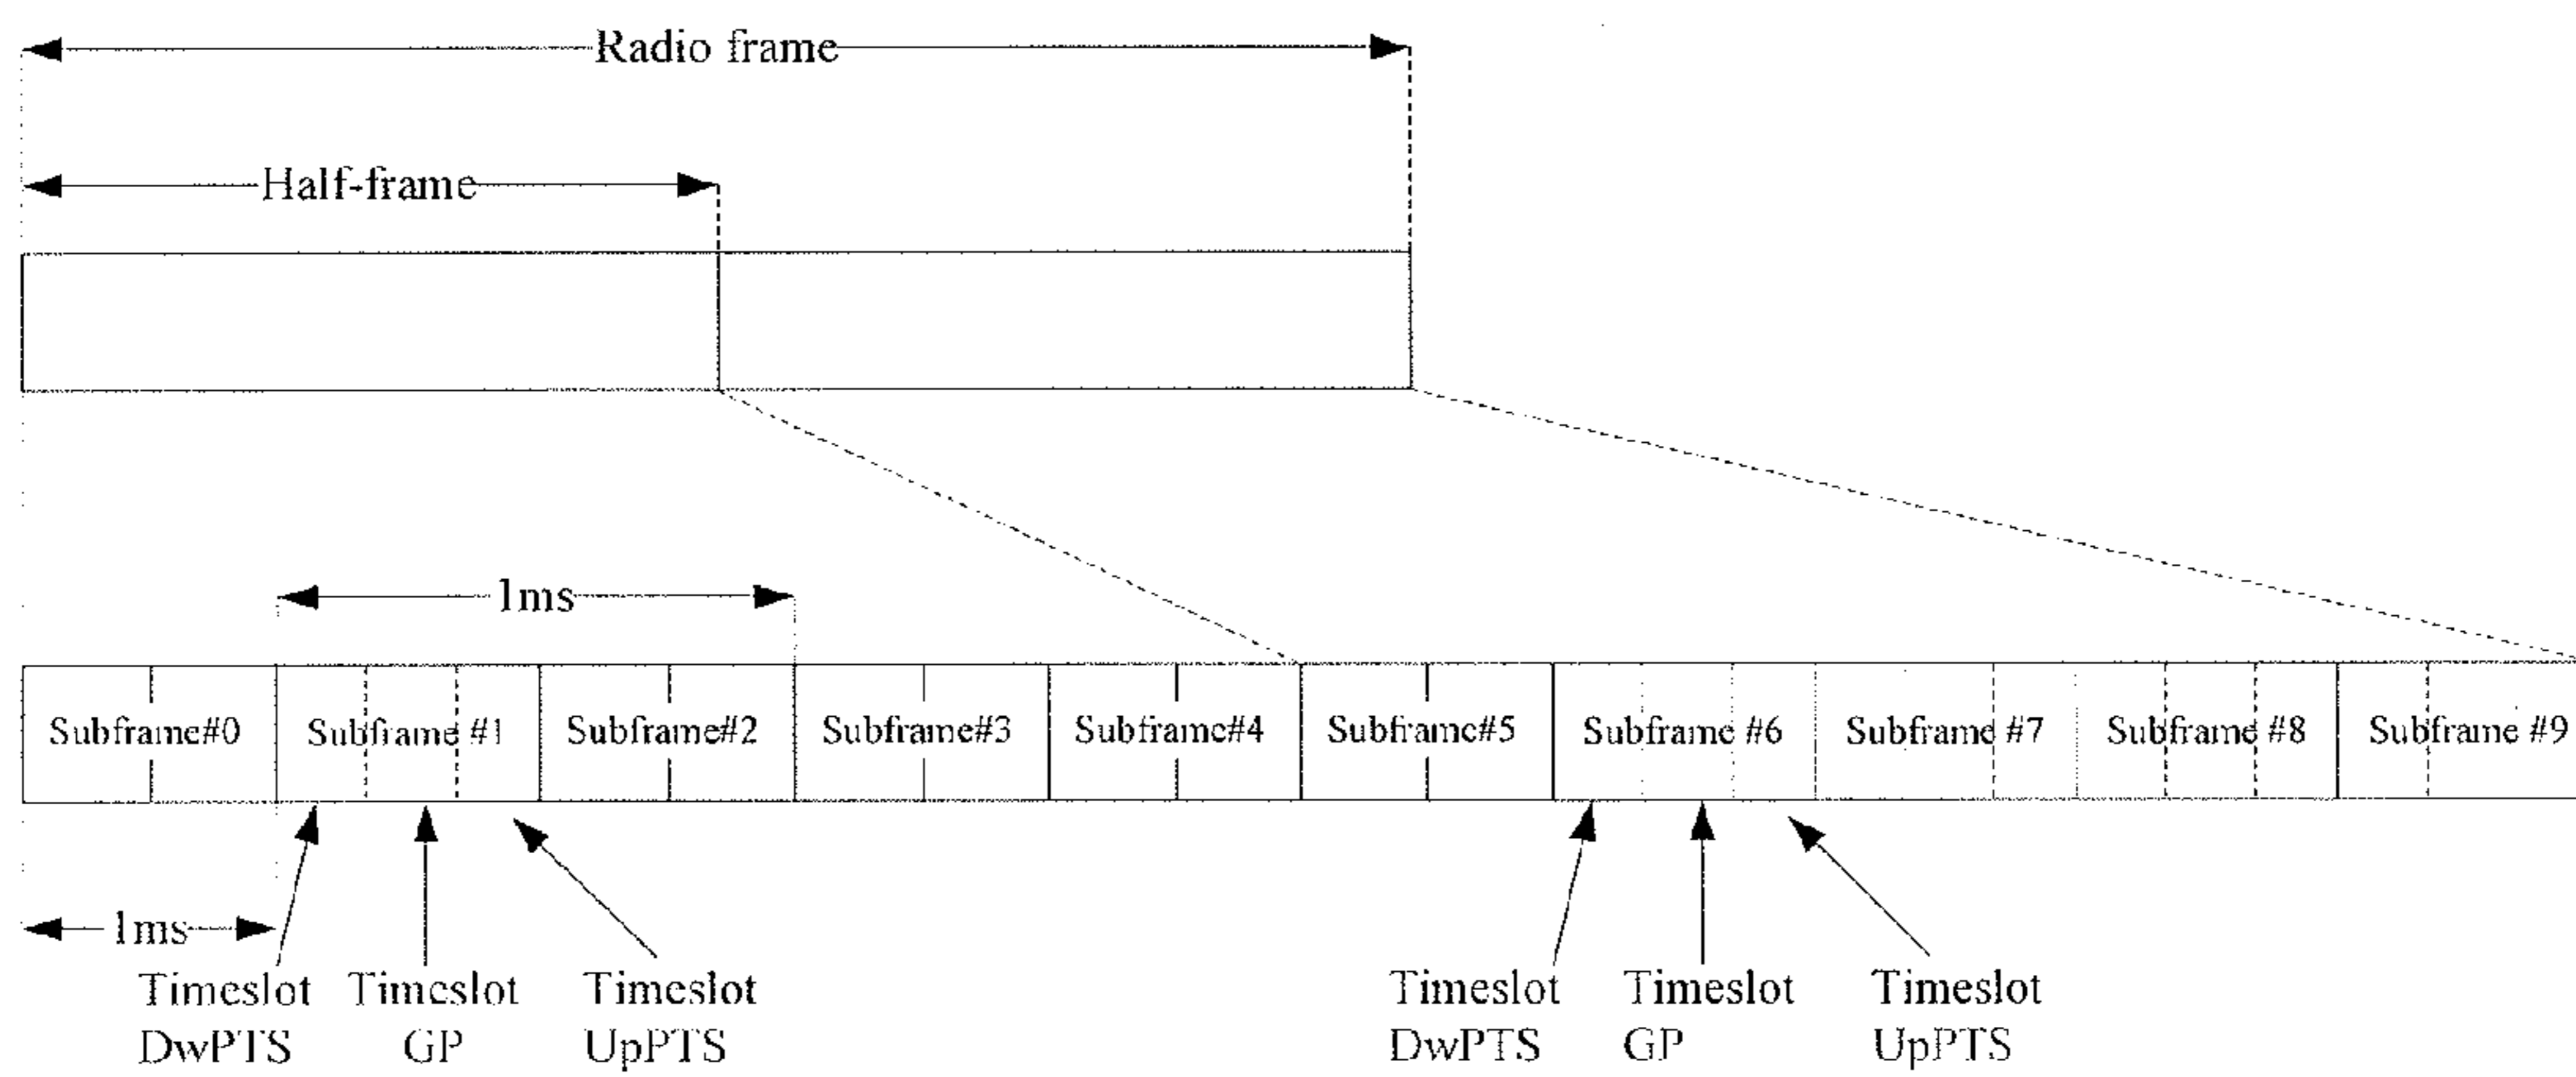 Radio frame
Half-frame
1ms
Subframe#0 Subframe #1 Subframe#2 Subframe#3 Subframe#4 Subframe#5 Subframe #6 Subframe #7 Subframe #8 Subframe #9
1ms
Timeslot Timeslot Timeslot Timeslot Timeslot Timeslot
DwPTS GP UpPTS DwPTS GP UpPTS